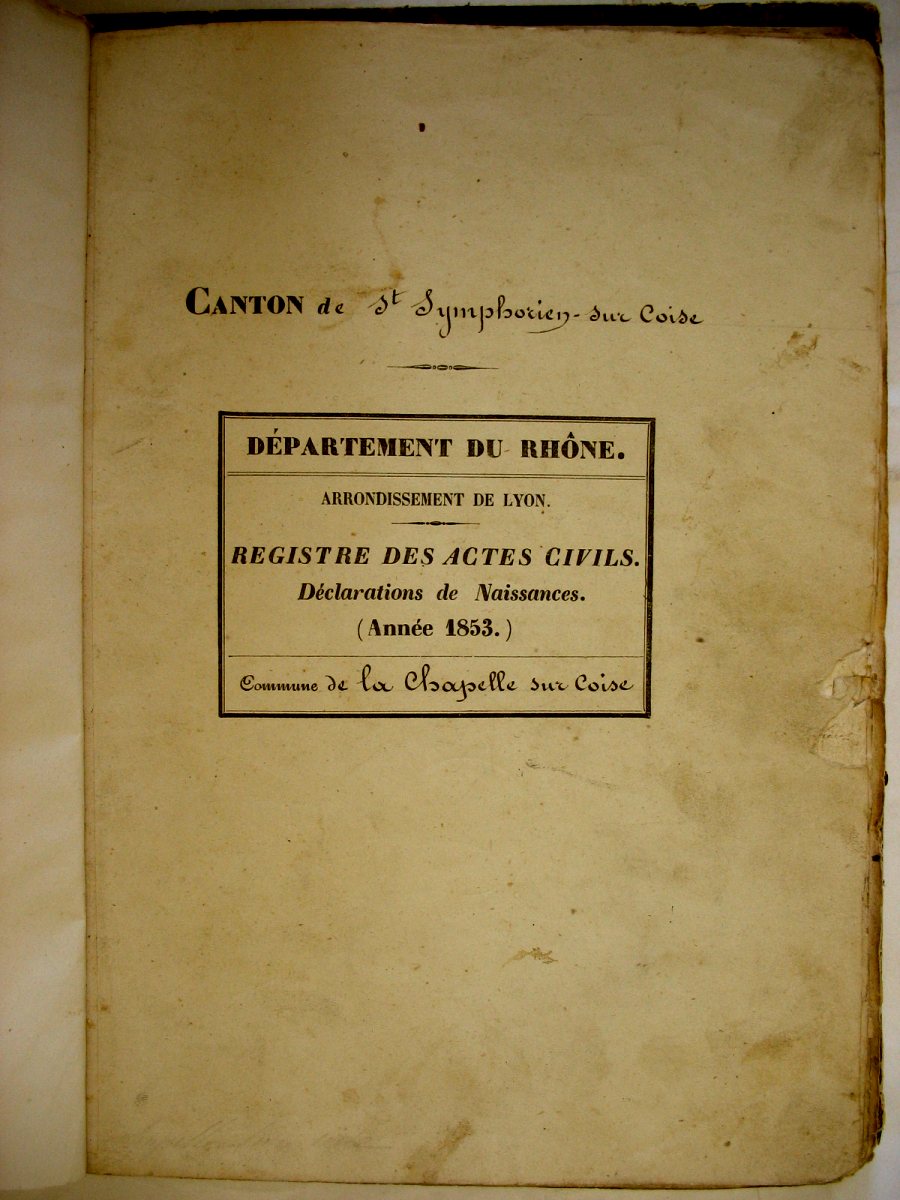 CANTON de St Symphorien-sur Coise
DÉPARTEMENT DU RHÔNE.
ARRONDISSEMENT DE LYON.
REGISTRE DES ACTES CIVILS.
Déclarations de Naissances.
(Année 1853.)
Commune de la Chapelle sur Coise